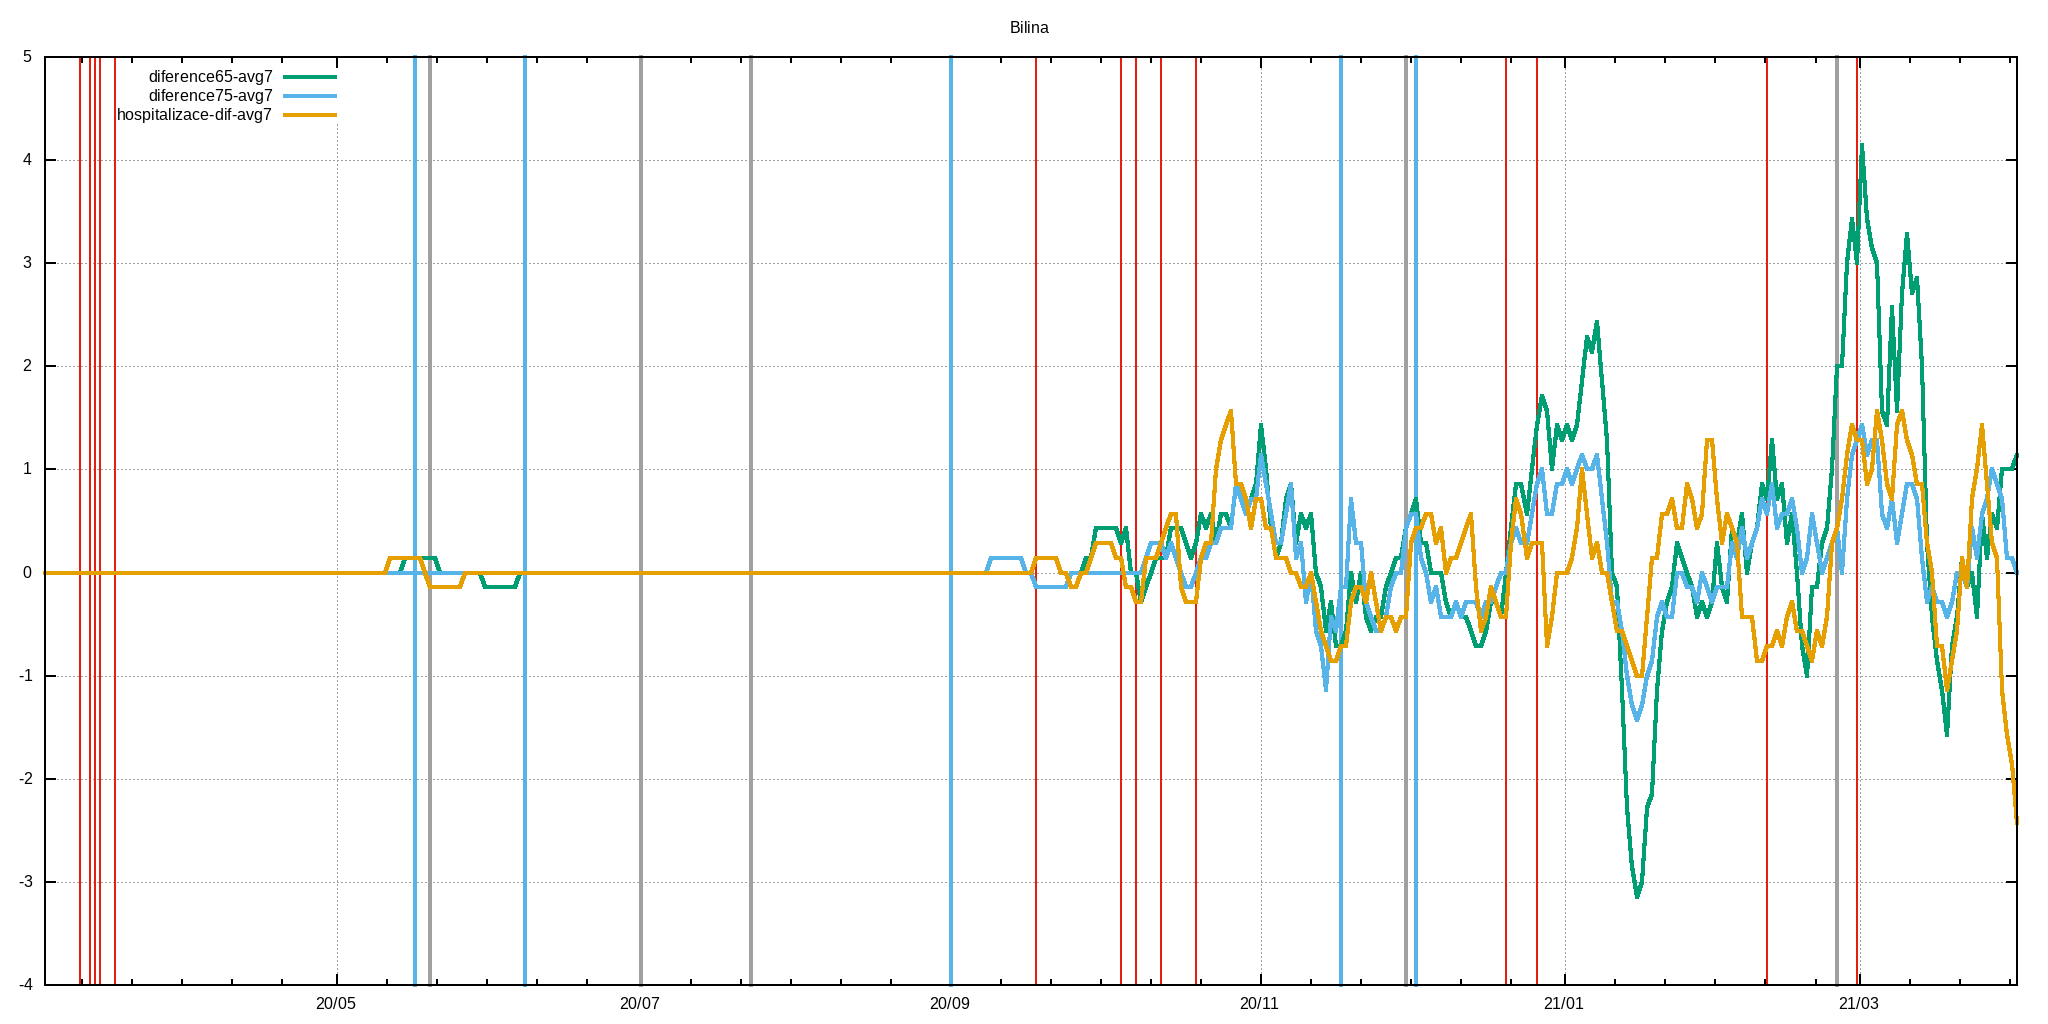 Bilina
diference65-avg7
diference75-avg7
hospitalizace-dif-avg7
5
4
3
2
1
0
-1
-2
-3
-4
20/05 20/07 20/09 20/11 21/01 21/03